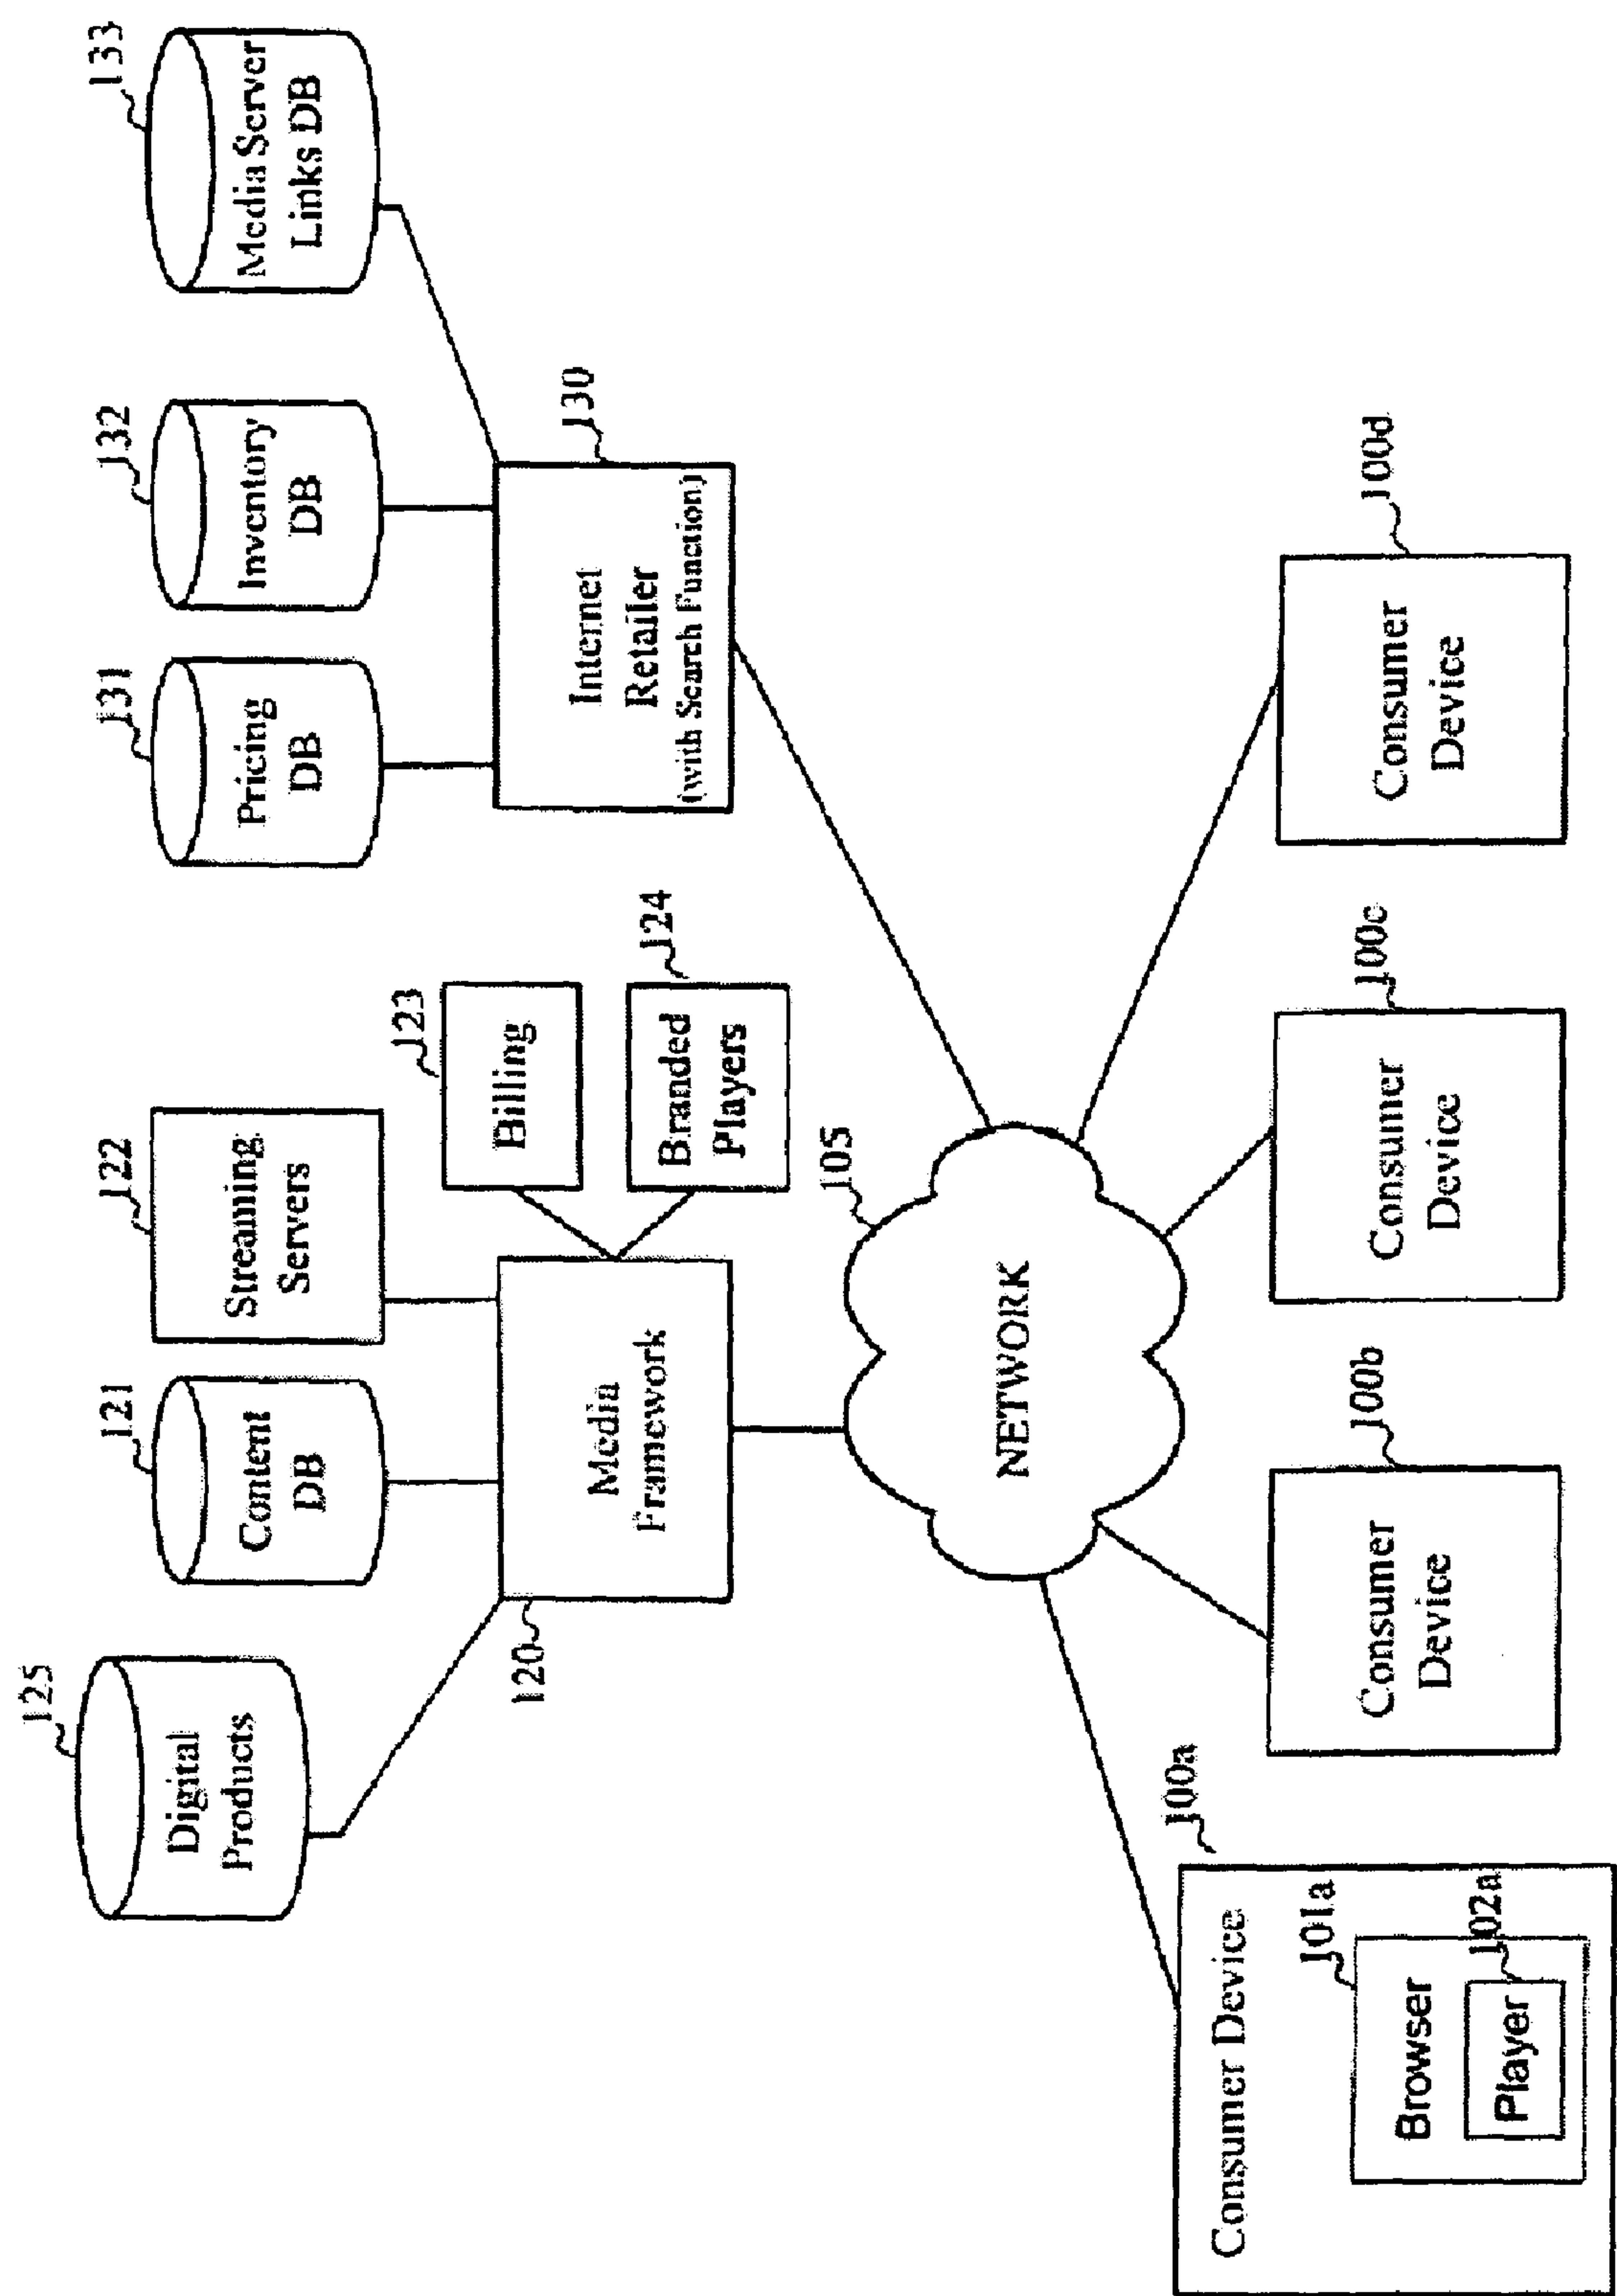 125
121
122
131
132
133
Digital
Products
Content
DB
Streaming
Servers
Pricing
DB
Inventory
DB
Media Server
Links DB
123
Billing
124
Branded
Players
120
Media
Framework
130
Internet
Retailer
(with Search Function)
105
NETWORK
100a
Consumer Device
101a
Browser
102a
Player
100b
Consumer
Device
100c
Consumer
Device
100d
Consumer
Device